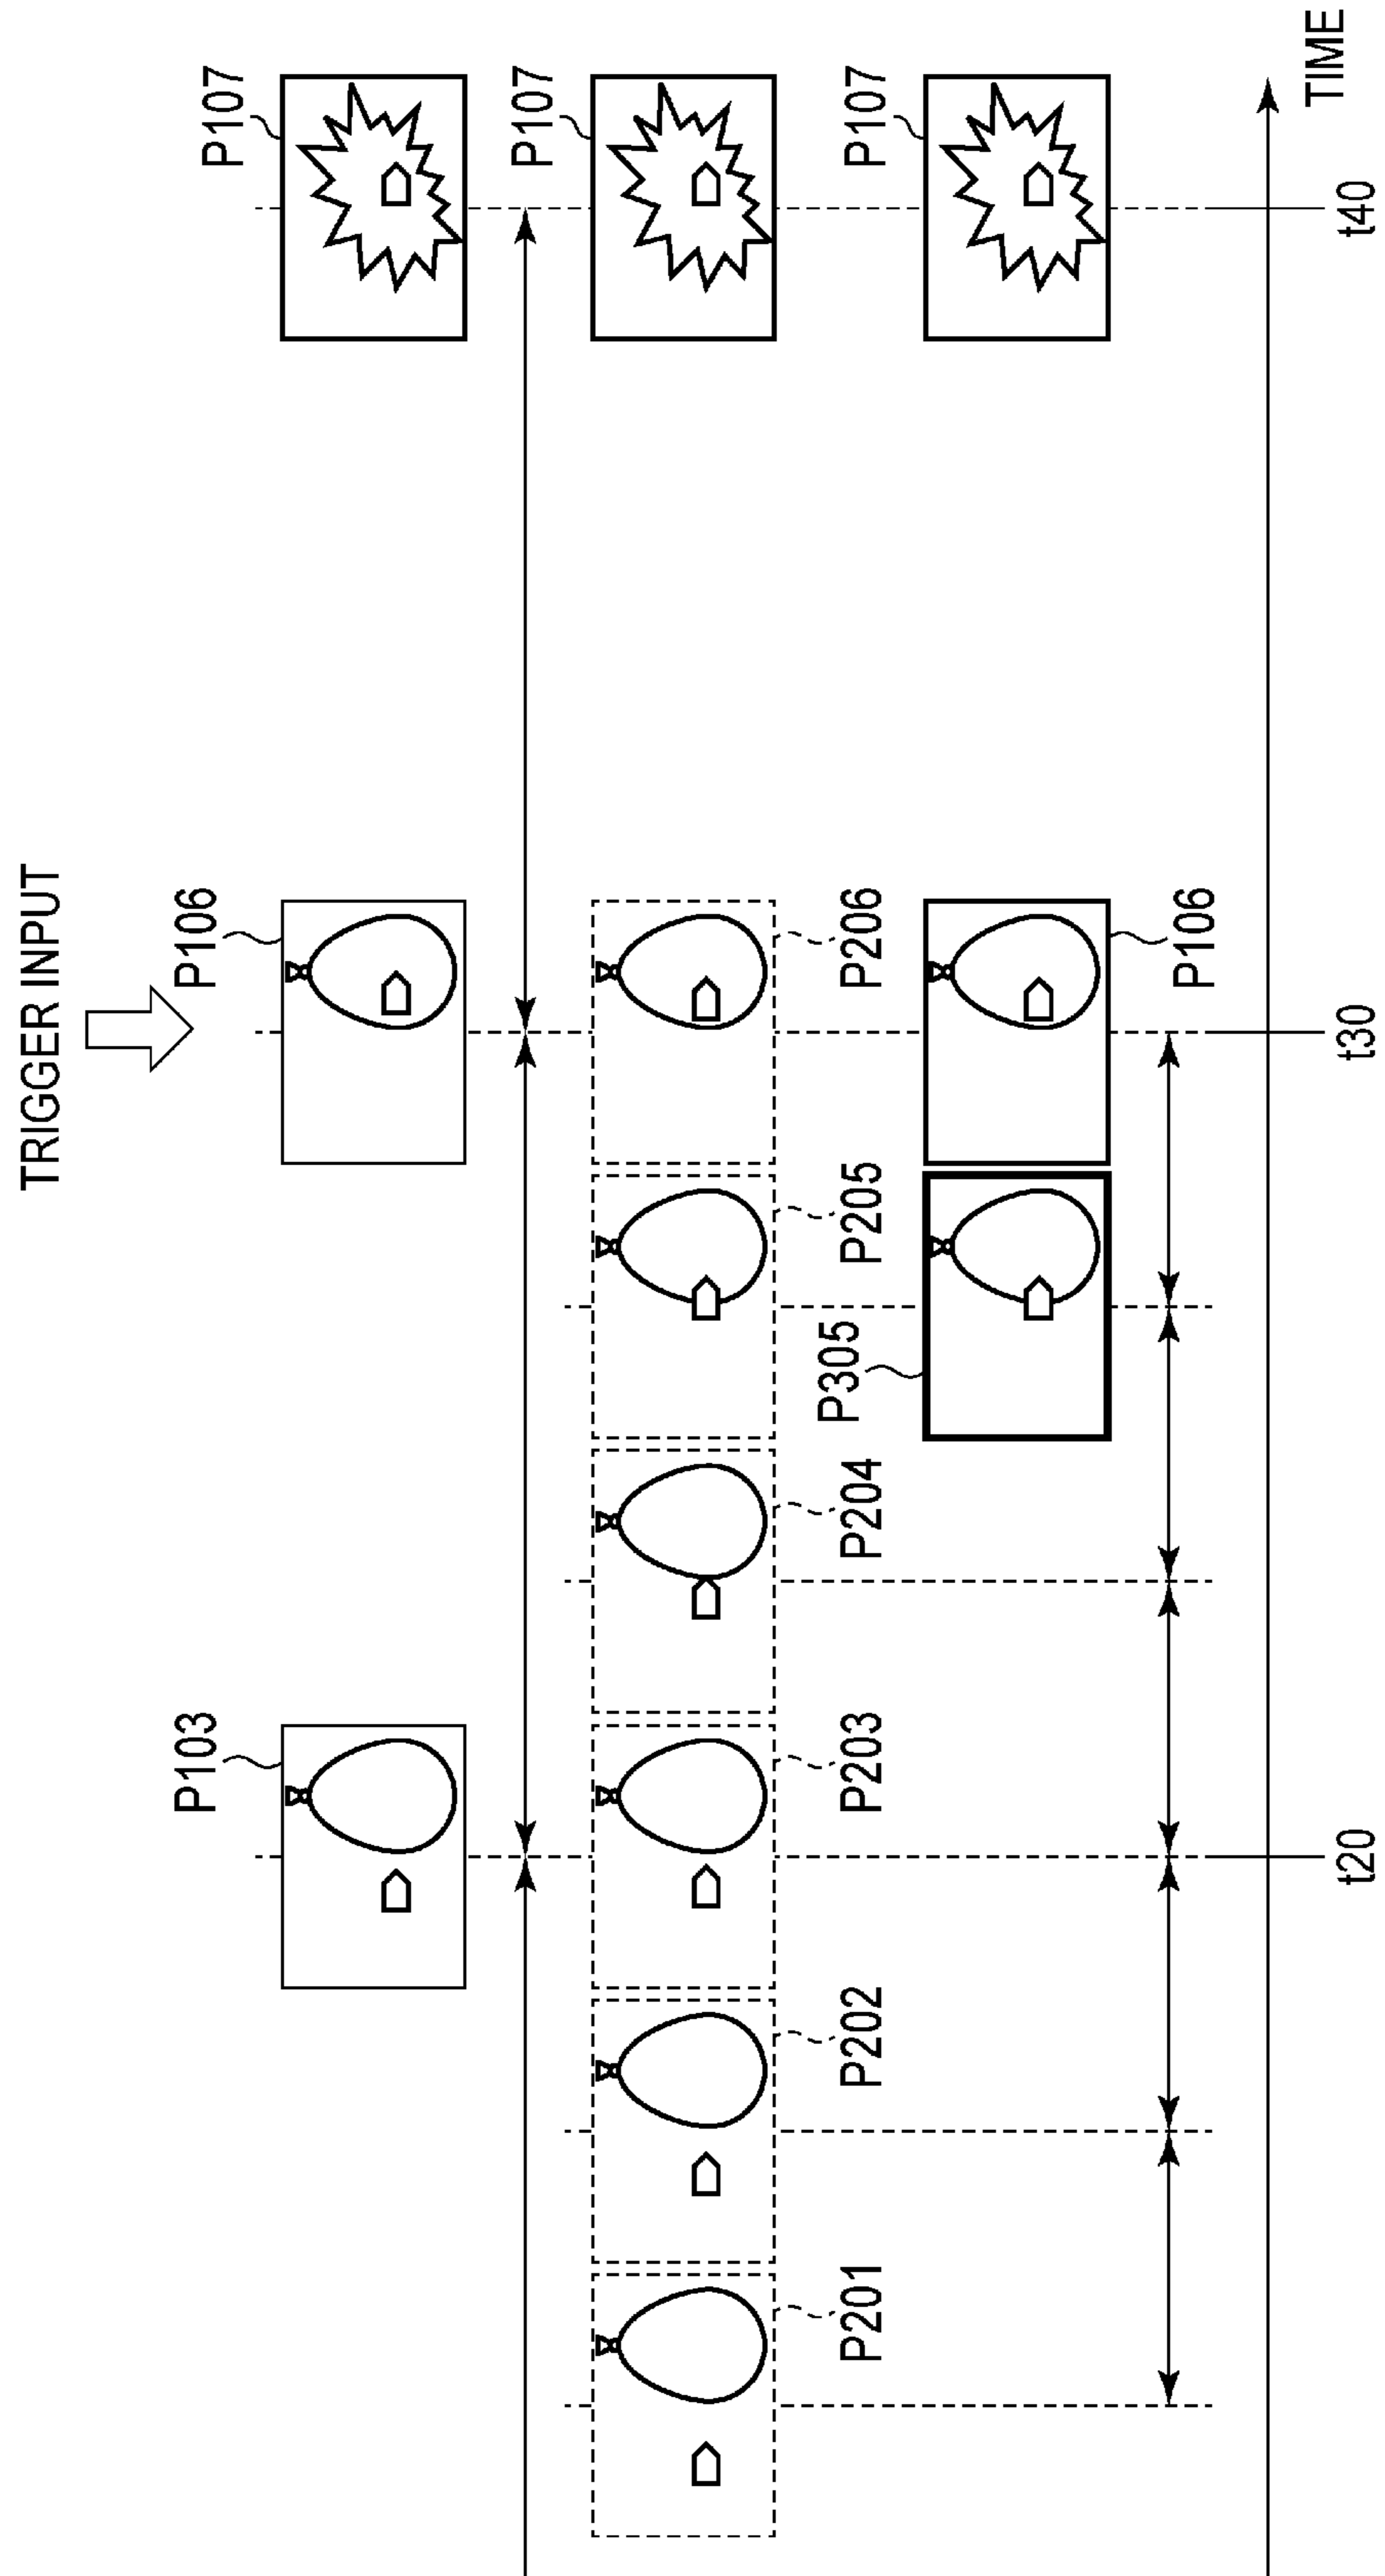 TRIGGER INPUT
P103
P106
P107
P107
P201
P202
P203
P204
P205
P206
P305
P107
P106
t20
t30
t40
TIME